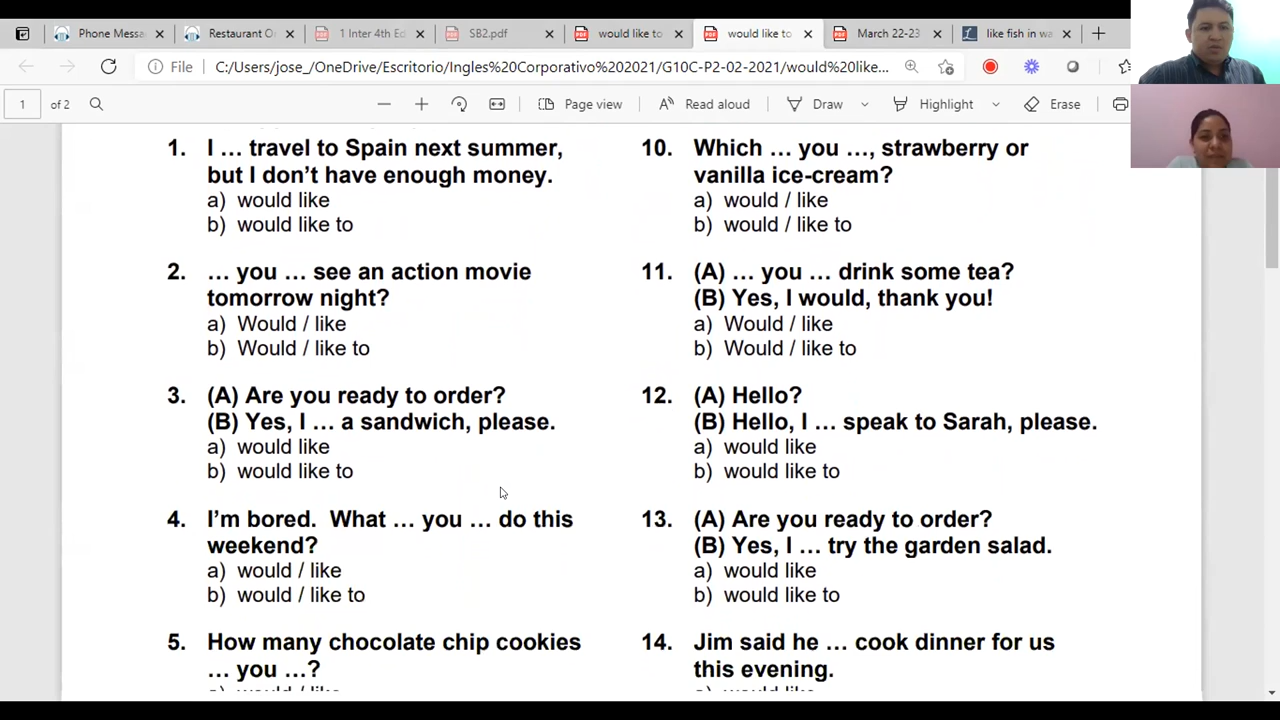 Phone Messa
Restaurant O
1 Inter 4th Ed
SB2.pdf
would like to
would like to
March 22-23
like fish in wa
File
C:/Users/jose_/OneDrive/Escritorio/Ingles%20Corporativo%202021/G10C-P2-02-2021/would%20like...
1
of 2
Page view
Read aloud
Draw
Highlight
Erase
1. I … travel to Spain next summer,
but I don't have enough money.
a) would like
b) would like to
2. … you … see an action movie
tomorrow night?
a) Would / like
b) Would / like to
3. (A) Are you ready to order?
(B) Yes, I … a sandwich, please.
a) would like
b) would like to
4. I'm bored. What … you … do this
weekend?
a) would / like
b) would / like to
5. How many chocolate chip cookies
… you …?
a) would / like
10. Which … you …, strawberry or
vanilla ice-cream?
a) would / like
b) would / like to
11. (A) … you … drink some tea?
(B) Yes, I would, thank you!
a) Would / like
b) Would / like to
12. (A) Hello?
(B) Hello, I … speak to Sarah, please.
a) would like
b) would like to
13. (A) Are you ready to order?
(B) Yes, I … try the garden salad.
a) would like
b) would like to
14. Jim said he … cook dinner for us
this evening.
a) would like